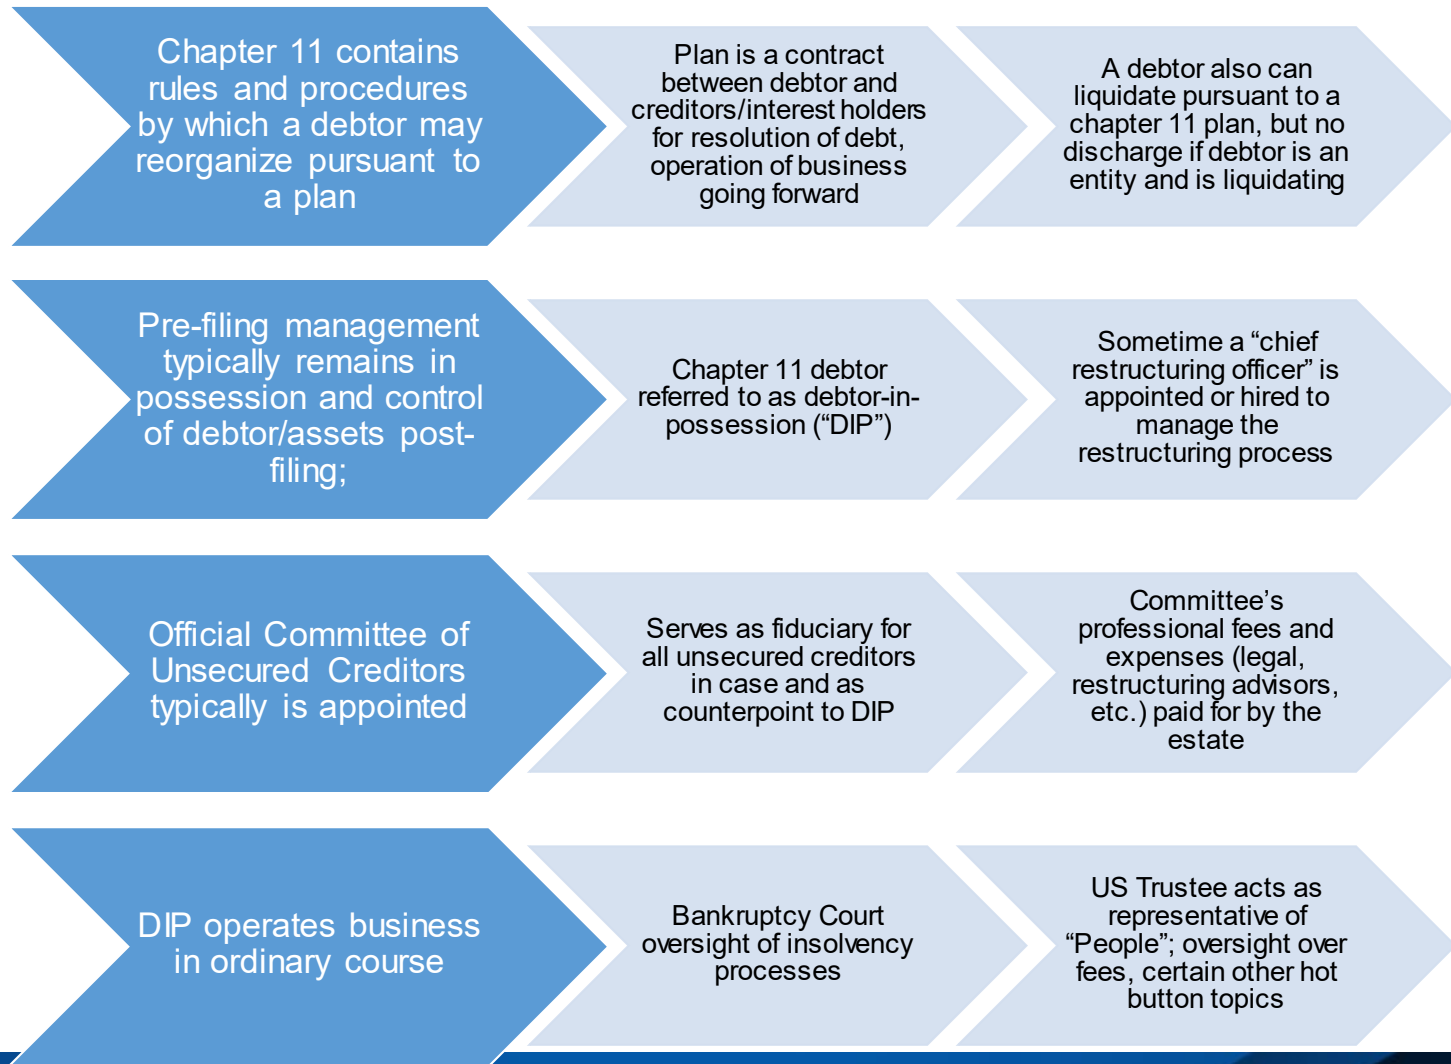 Chapter 11 contains
rules and procedures
by which a debtor may
reorganize pursuant to
a plan
Plan is a contract
between debtor and
creditors/interest holders
for resolution of debt,
operation of business
going forward
A debtor also can
liquidate pursuant to a
chapter 11 plan, but no
discharge if debtor is an
entity and is liquidating
Pre-filing management
typically remains in
possession and control
of debtor/assets post-
filing;
Chapter 11 debtor
referred to as debtor-in-
possession (“DIP”)
Sometime a “chief
restructuring officer” is
appointed or hired to
manage the
restructuring process
Official Committee of
Unsecured Creditors
typically is appointed
Serves as fiduciary for
all unsecured creditors
in case and as
counterpoint to DIP
Committee’s
professional fees and
expenses (legal,
restructuring advisors,
etc.) paid for by the
estate
DIP operates business
in ordinary course
Bankruptcy Court
oversight of insolvency
processes
US Trustee acts as
representative of
“People”; oversight over
fees, certain other hot
button topics